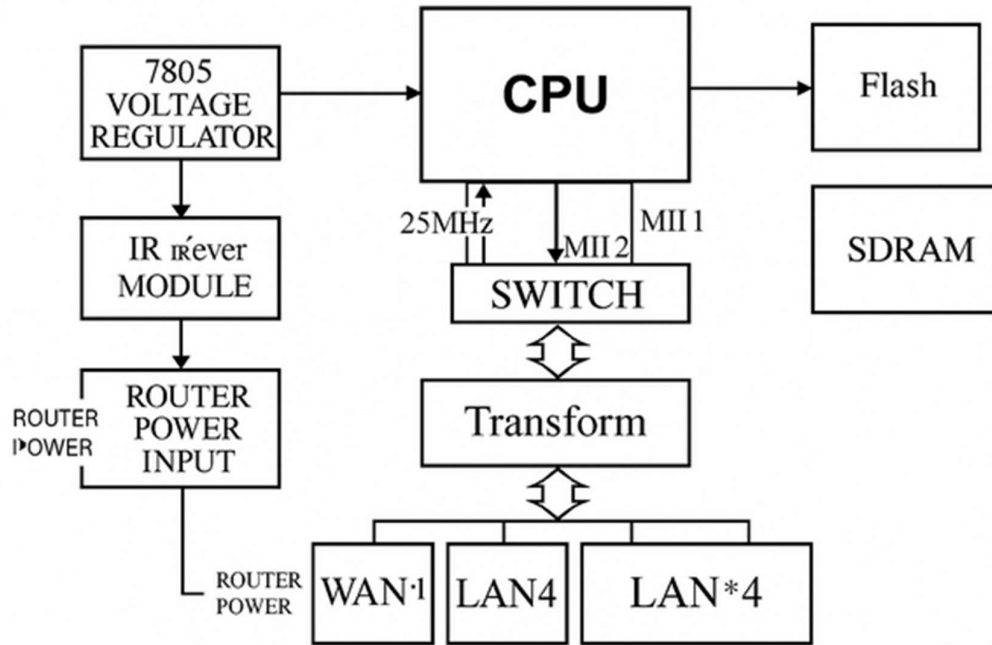 7805
VOLTAGE
REGULATOR
CPU
Flash
SDRAM
25MHz
MII 2
MII 1
IR
MODULE
SWITCH
ROUTER
POWER
ROUTER
POWER
INPUT
Transform
ROUTER
POWER
WAN·1
LAN4
LAN*4